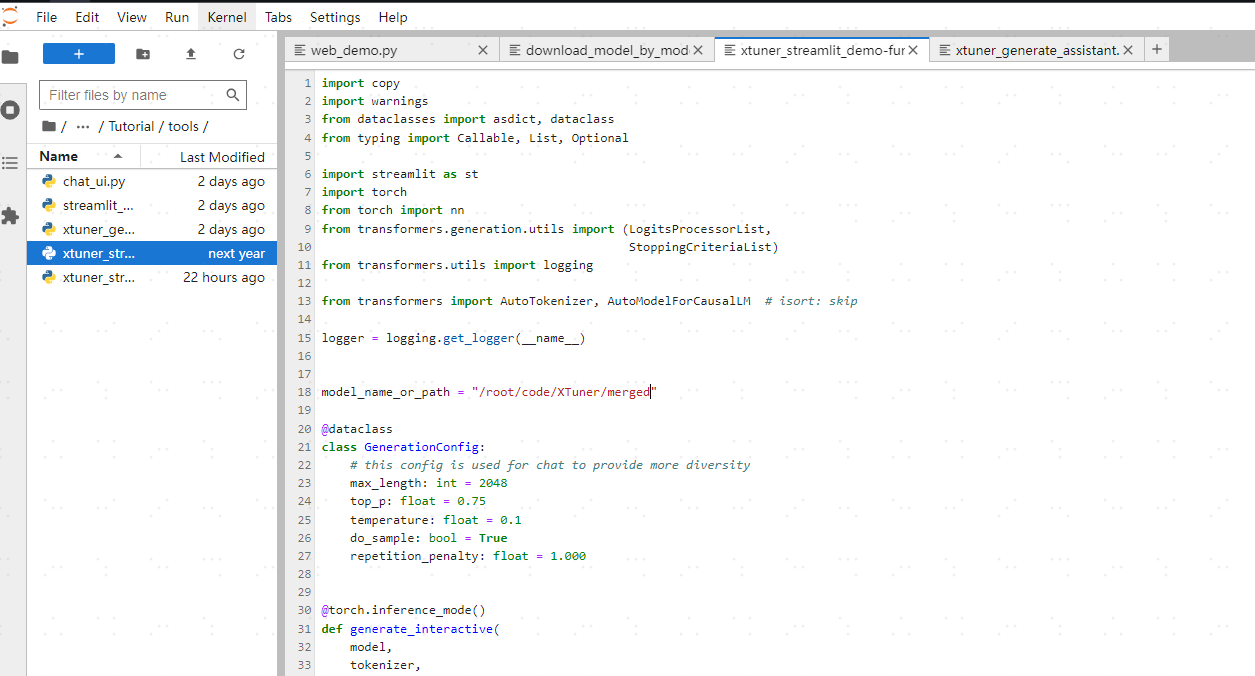 File Edit View Run Kernel Tabs Settings Help
+
Filter files by name
/ ... / Tutorial / tools /
Name Last Modified
chat_ui.py 2 days ago
streamlit_... 2 days ago
xtuner_ge... 2 days ago
xtuner_str... next year
xtuner_str... 22 hours ago
web_demo.py download_model_by_mod xtuner_streamlit_demo-fur xtuner_generate_assistant. +
1 import copy
2 import warnings
3 from dataclasses import asdict, dataclass
4 from typing import Callable, List, Optional
5
6 import streamlit as st
7 import torch
8 from torch import nn
9 from transformers.generation.utils import (LogitsProcessorList,
10 StoppingCriteriaList)
11 from transformers.utils import logging
12
13 from transformers import AutoTokenizer, AutoModelForCausalLM # isort: skip
14
15 logger = logging.get_logger(__name__)
16
17
18 model_name_or_path = "/root/code/XTuner/merged"
19
20 @dataclass
21 class GenerationConfig:
22 # this config is used for chat to provide more diversity
23 max_length: int = 2048
24 top_p: float = 0.75
25 temperature: float = 0.1
26 do_sample: bool = True
27 repetition_penalty: float = 1.000
28
29
30 @torch.inference_mode()
31 def generate_interactive(
32 model,
33 tokenizer,